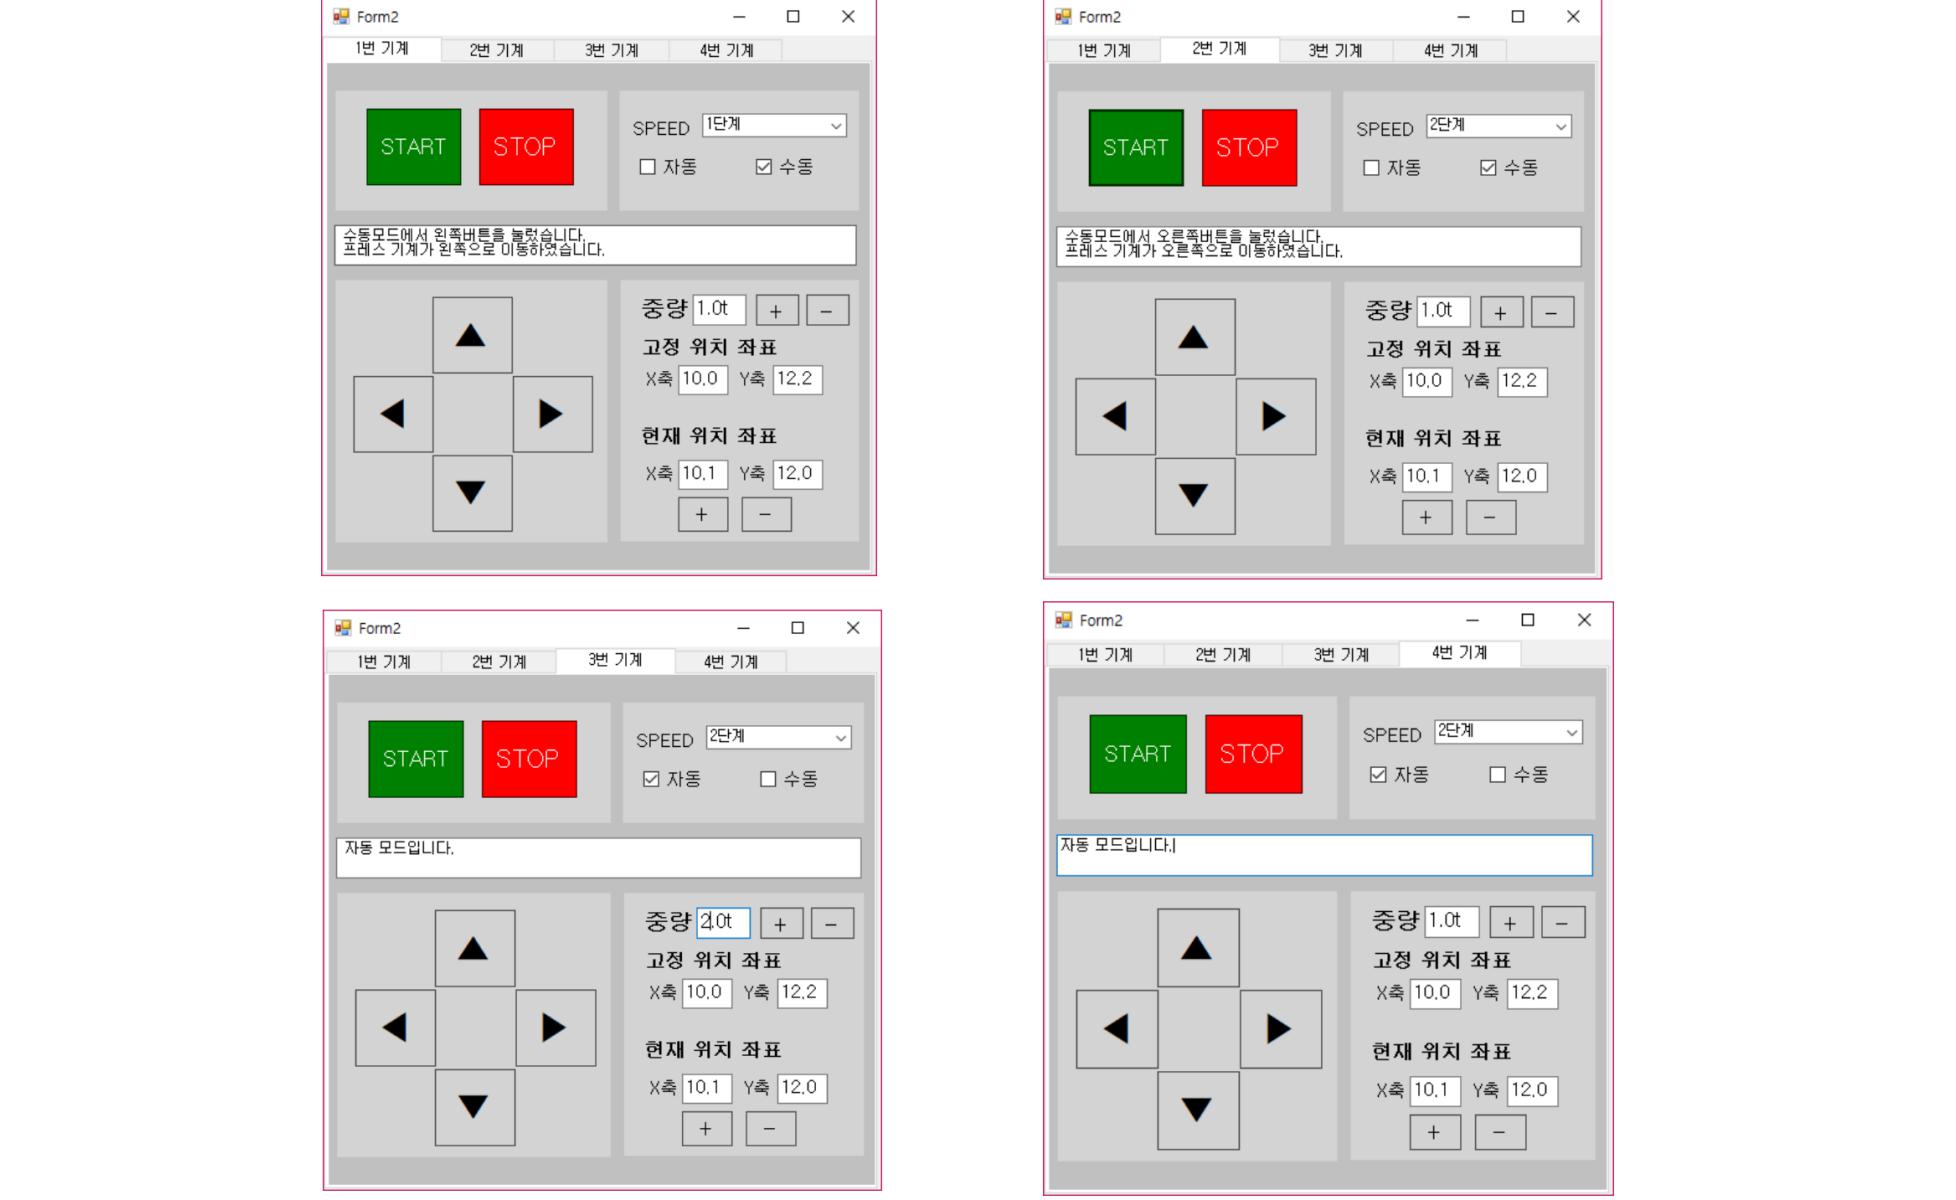 Form2
1번 기계 2번 기계 3번 기계 4번 기계
START STOP
SPEED 1단계
자동 수동
수동모드에서 왼쪽버튼을 눌렀습니다.
프레스 기계가 왼쪽으로 이동하였습니다.
중량 1.0t + -
고정 위치 좌표
X축 10.0 Y축 12.2
현재 위치 좌표
X축 10.1 Y축 12.0
+ -
Form2
1번 기계 2번 기계 3번 기계 4번 기계
START STOP
SPEED 2단계
자동 수동
수동모드에서 오른쪽버튼을 눌렀습니다.
프레스 기계가 오른쪽으로 이동하였습니다.
중량 1.0t + -
고정 위치 좌표
X축 10.0 Y축 12.2
현재 위치 좌표
X축 10.1 Y축 12.0
+ -
Form2
1번 기계 2번 기계 3번 기계 4번 기계
START STOP
SPEED 2단계
자동 수동
자동 모드입니다.
중량 2.0t + -
고정 위치 좌표
X축 10.0 Y축 12.2
현재 위치 좌표
X축 10.1 Y축 12.0
+ -
Form2
1번 기계 2번 기계 3번 기계 4번 기계
START STOP
SPEED 2단계
자동 수동
자동 모드입니다.
중량 1.0t + -
고정 위치 좌표
X축 10.0 Y축 12.2
현재 위치 좌표
X축 10.1 Y축 12.0
+ -